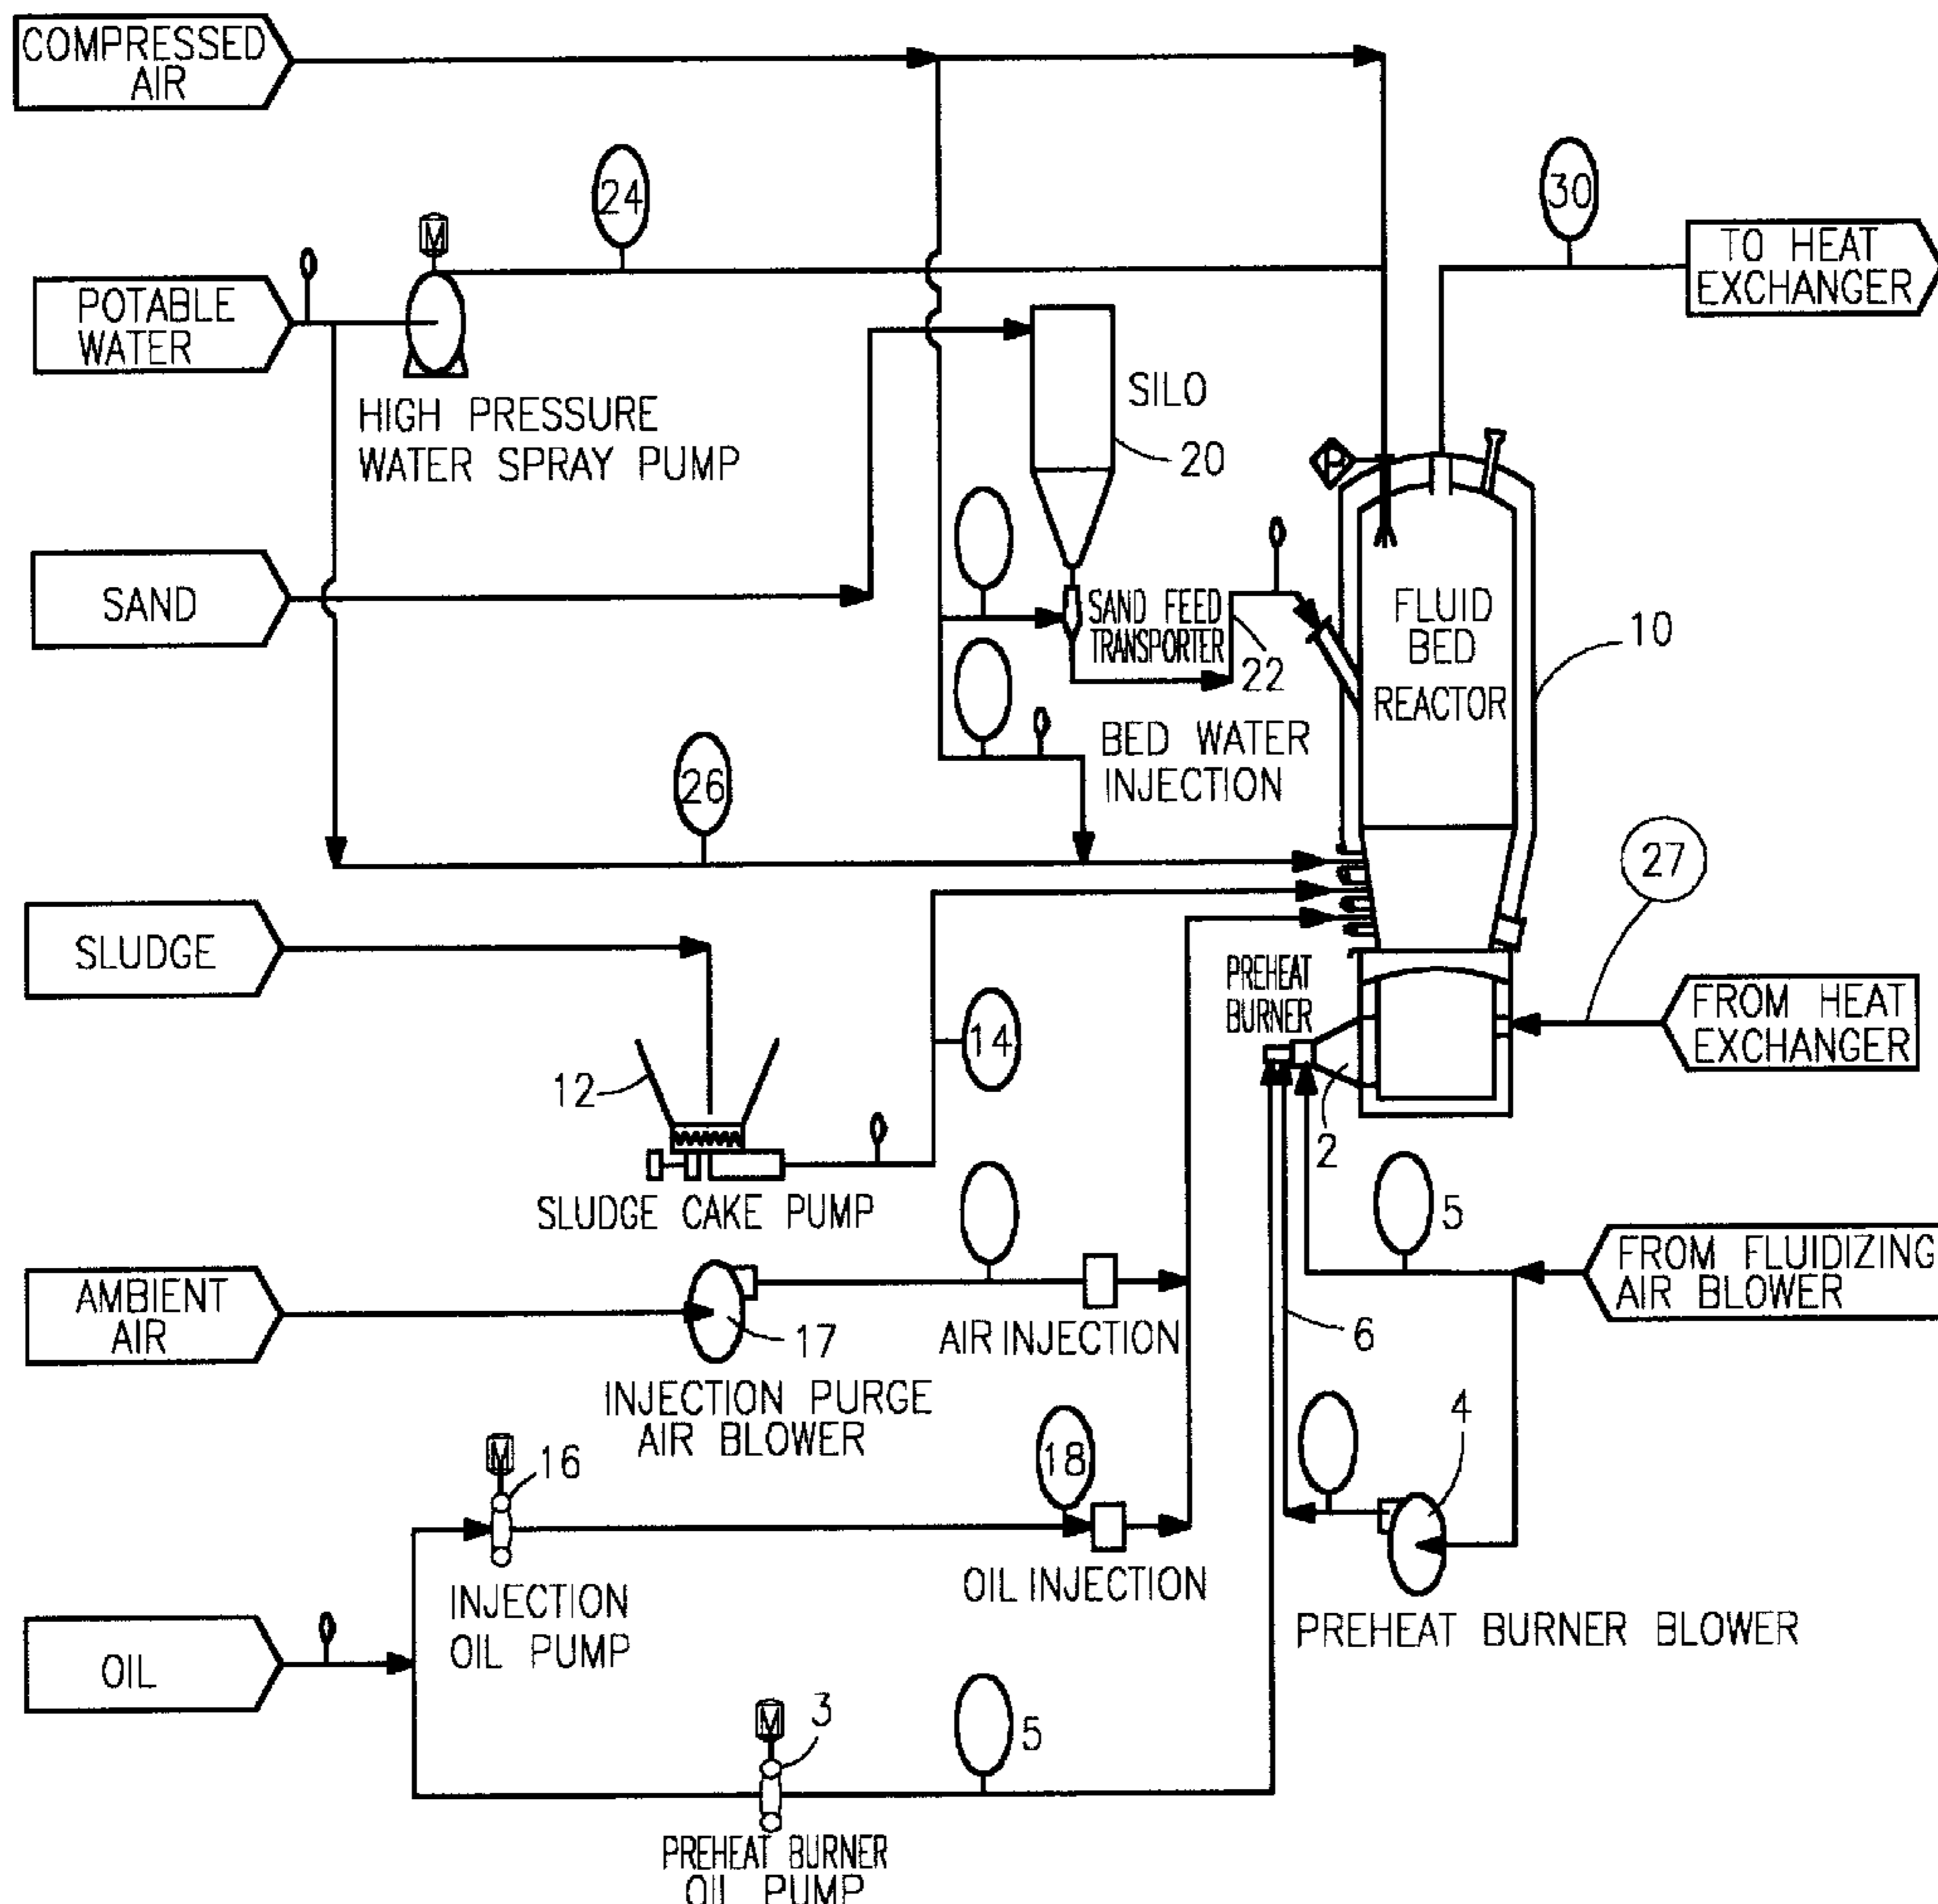 COMPRESSED
AIR
24
30
M
TO HEAT
EXCHANGER
POTABLE
WATER
HIGH PRESSURE
WATER SPRAY PUMP
SILO
20
P
SAND
SAND FEED
TRANSPORTER
22
FLUID
BED
REACTOR
10
BED WATER
INJECTION
26
27
SLUDGE
PREHEAT
BURNER
FROM HEAT
EXCHANGER
14
12
2
SLUDGE CAKE PUMP
5
FROM FLUIDIZING
AIR BLOWER
AMBIENT
AIR
17
AIR INJECTION
6
INJECTION PURGE
AIR BLOWER
4
M
16
18
OIL INJECTION
INJECTION
OIL PUMP
PREHEAT BURNER BLOWER
OIL
M
3
5
PREHEAT BURNER
OIL PUMP